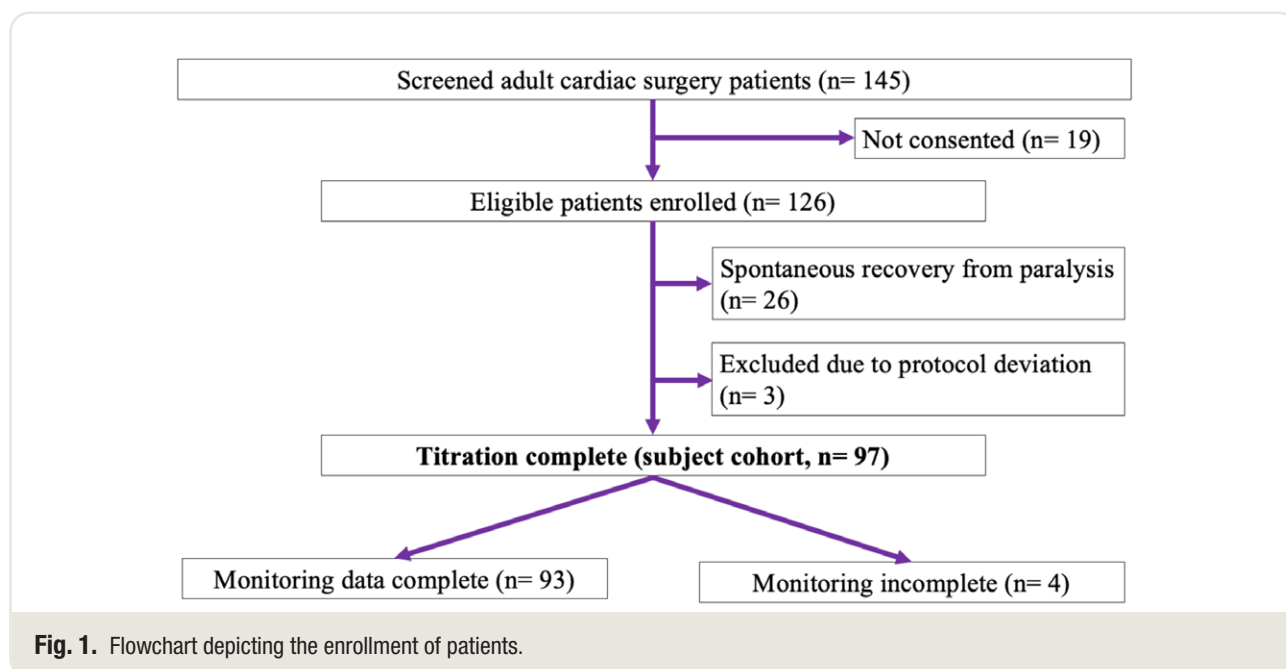 Screened adult cardiac surgery patients (n= 145)
Not consented (n= 19)
Eligible patients enrolled (n= 126)
Spontaneous recovery from paralysis
(n= 26)
Excluded due to protocol deviation
(n= 3)
Titration complete (subject cohort, n= 97)
Monitoring data complete (n= 93)
Monitoring incomplete (n= 4)
Fig. 1. Flowchart depicting the enrollment of patients.